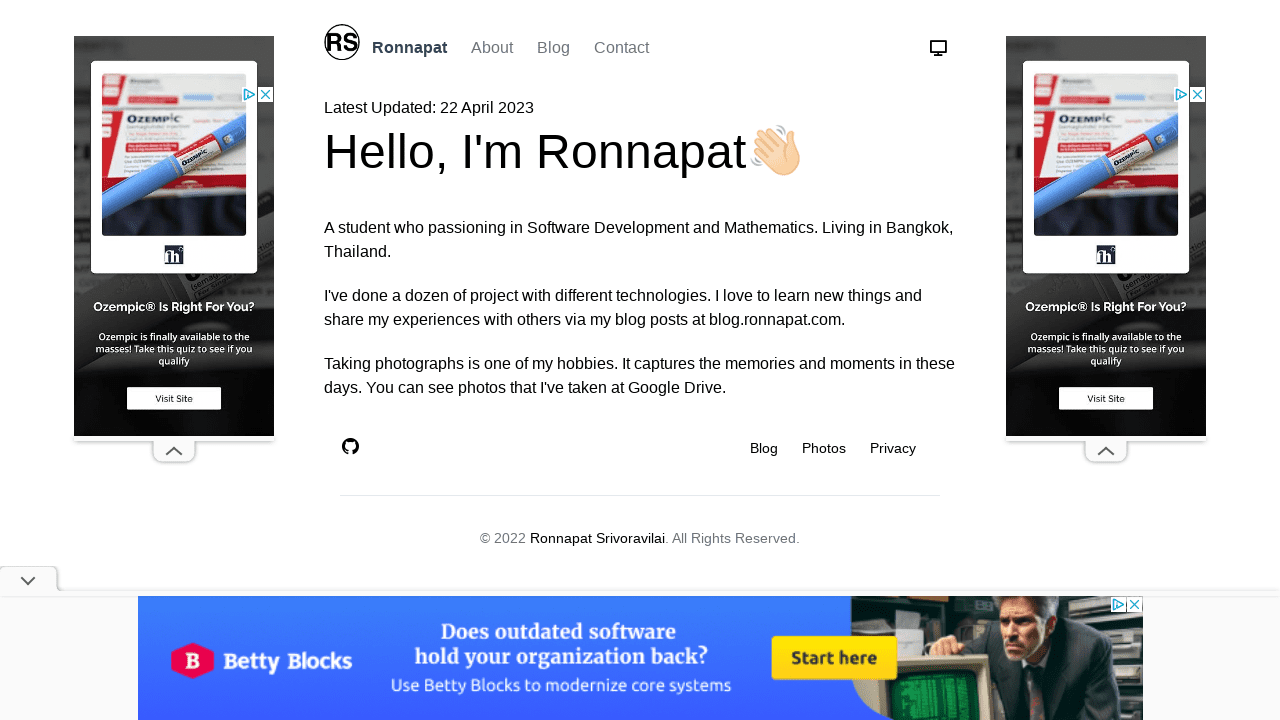 RS
Ronnapat
About
Blog
Contact
Latest Updated: 22 April 2023
Hello, I'm Ronnapat
A student who passioning in Software Development and Mathematics. Living in Bangkok,
Thailand.
I've done a dozen of project with different technologies. I love to learn new things and
share my experiences with others via my blog posts at blog.ronnapat.com.
Taking photographs is one of my hobbies. It captures the memories and moments in these
days. You can see photos that I've taken at Google Drive.
Blog
Photos
Privacy
© 2022 Ronnapat Srivoravilai. All Rights Reserved.
OZEMPIC
fh
Ozempic® Is Right For You?
Ozempic is finally available to the
masses! Take this quiz to see if you
qualify
Visit Site
OZEMPIC
fh
Ozempic® Is Right For You?
Ozempic is finally available to the
masses! Take this quiz to see if you
qualify
Visit Site
B Betty Blocks
Does outdated software
hold your organization back?
Use Betty Blocks to modernize core systems
Start here